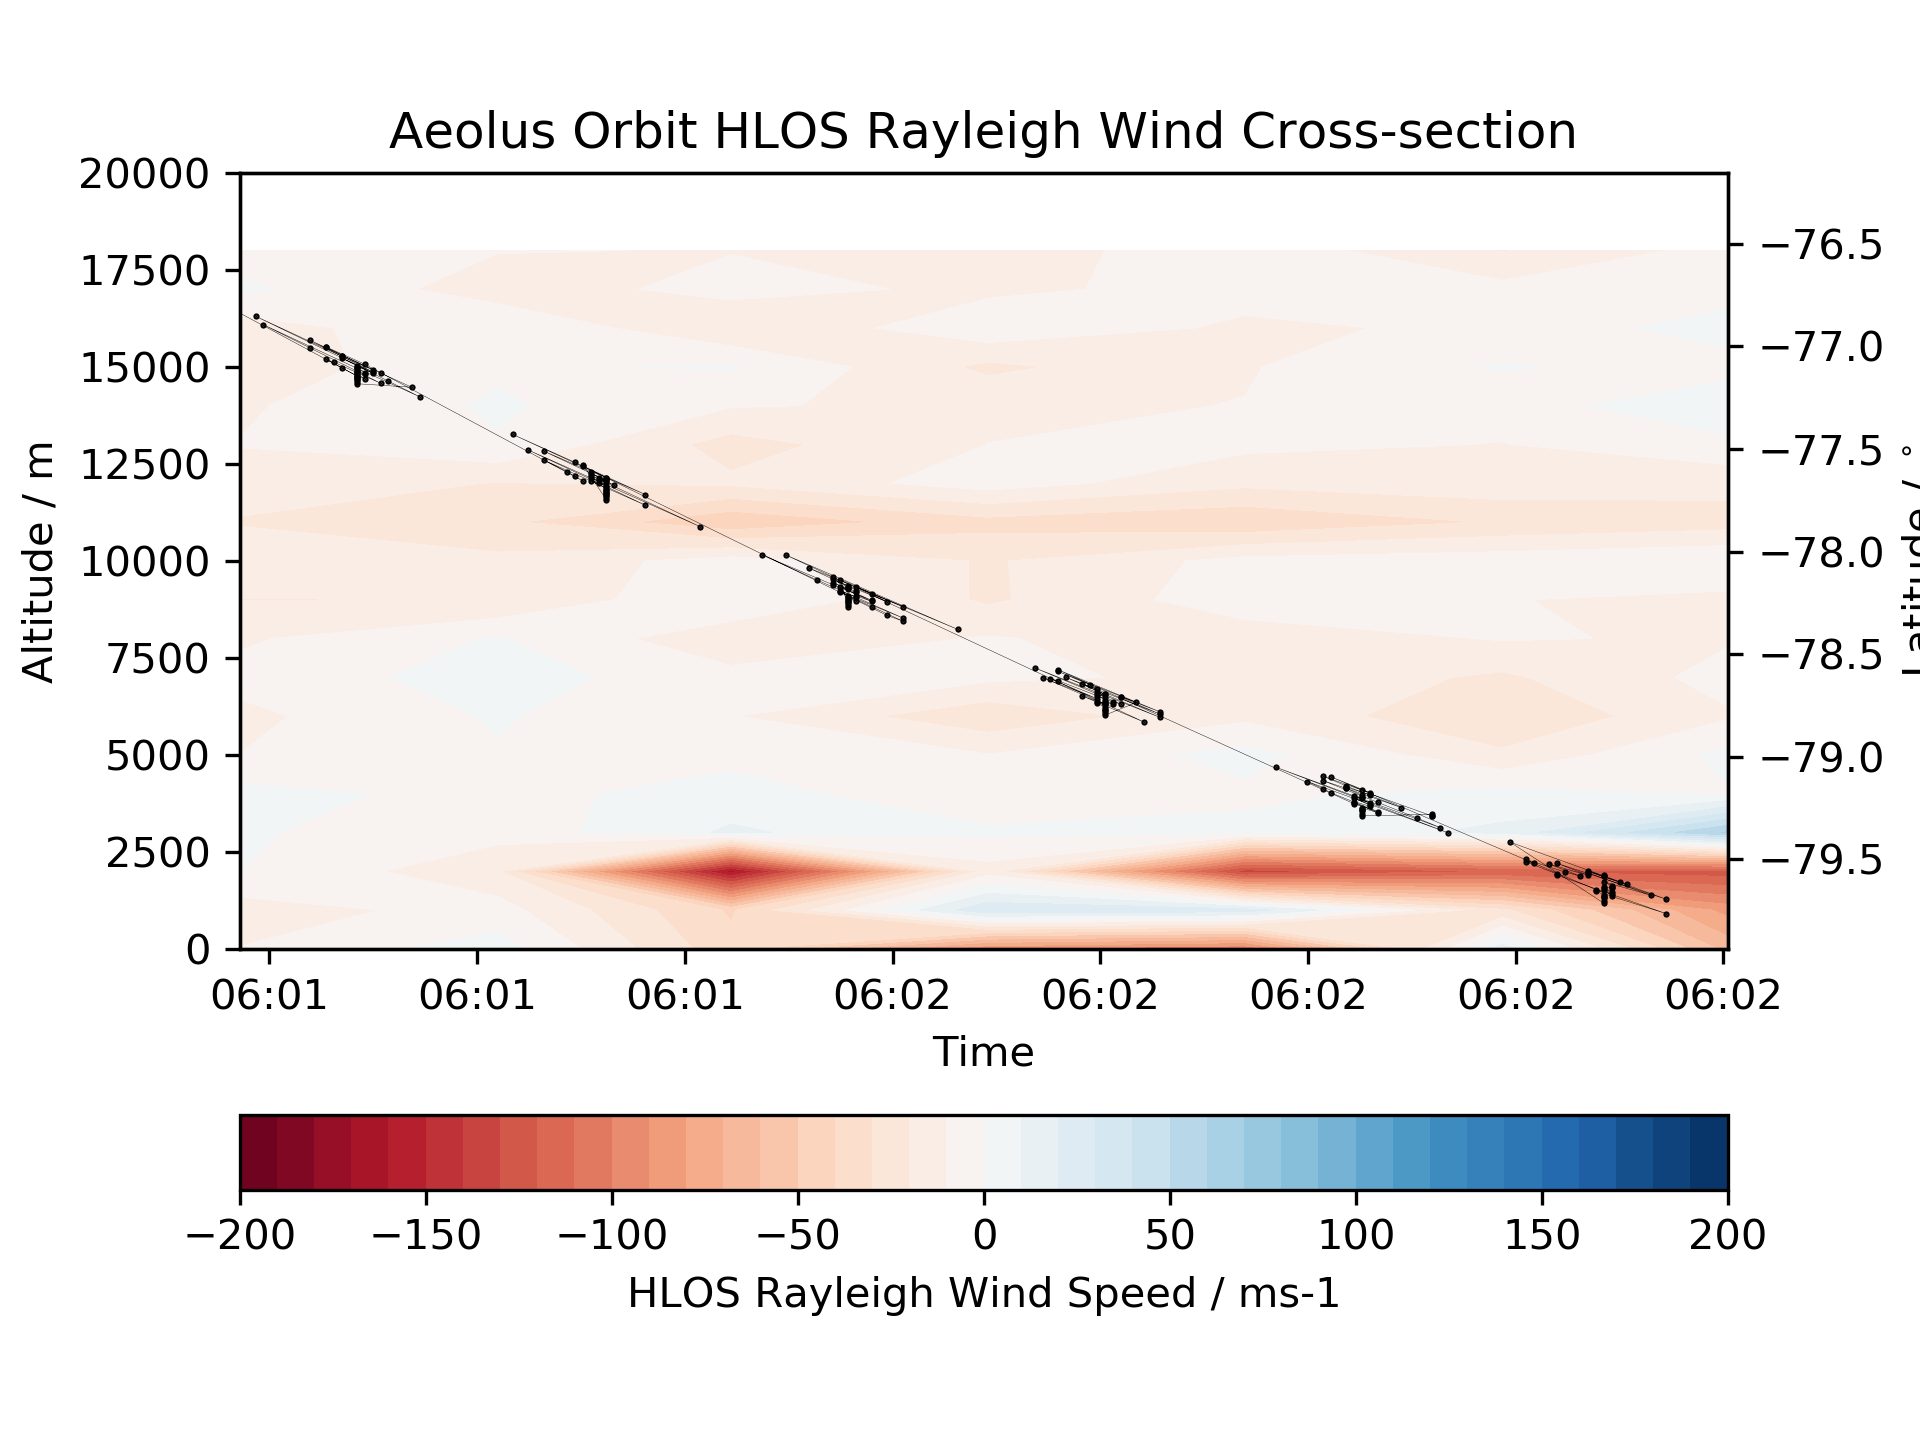 Aeolus Orbit HLOS Rayleigh Wind Cross-section
20000
17500
15000
12500
10000
7500
5000
2500
0
Altitude / m
−76.5
−77.0
−77.5
−78.0
−78.5
−79.0
−79.5
Latitude / °
06:01 06:01 06:01 06:02 06:02 06:02 06:02 06:02
Time
−200 −150 −100 −50 0 50 100 150 200
HLOS Rayleigh Wind Speed / ms-1